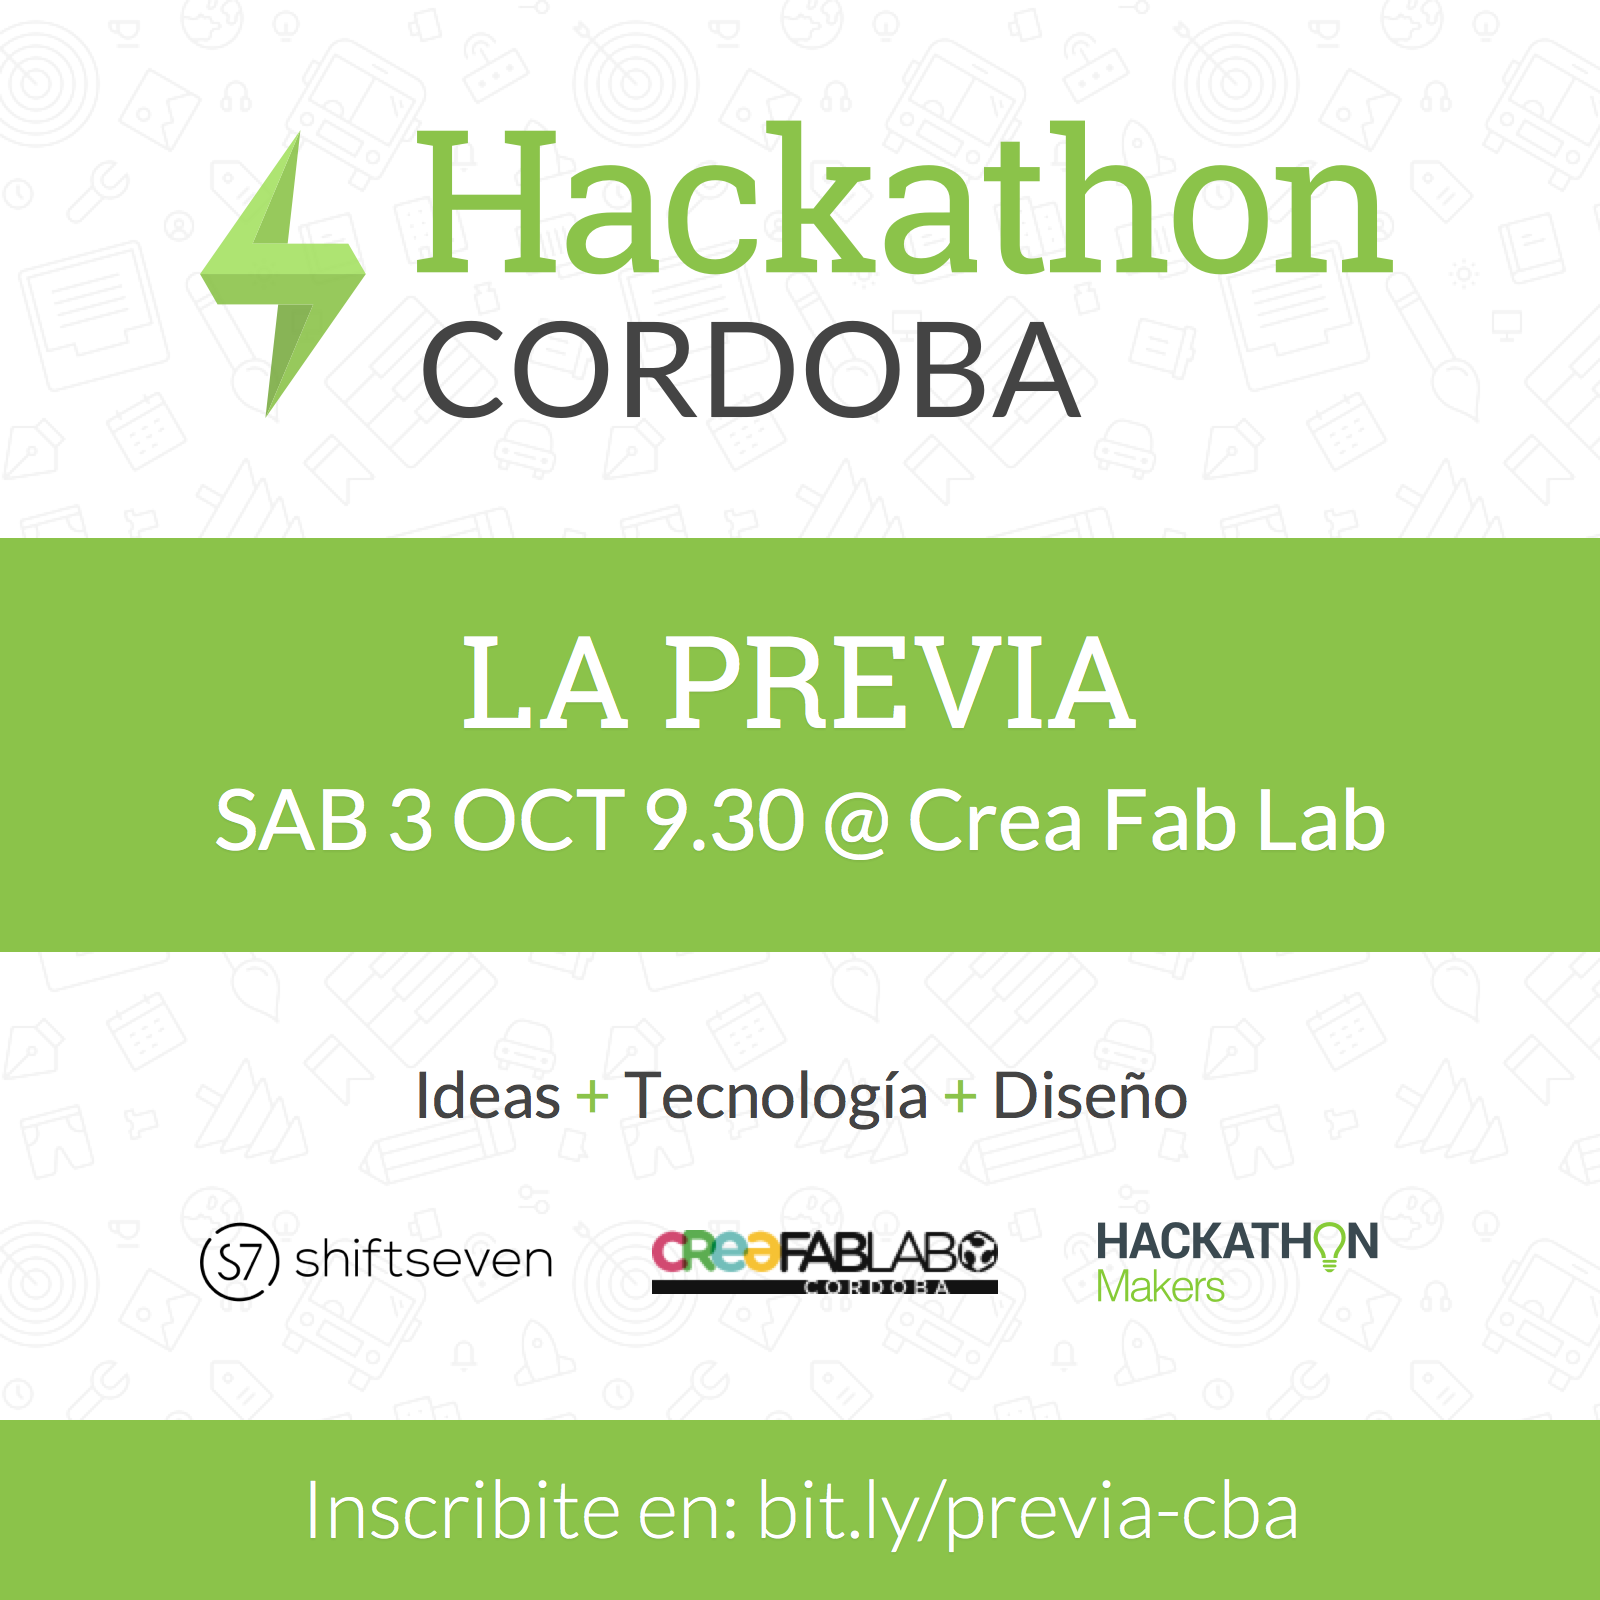 Hackathon
CORDOBA
LA PREVIA
SAB 3 OCT 9.30 @ Crea Fab Lab
Ideas + Tecnología + Diseño
S7 shiftseven
CReaFABLAB
CORDOBA
HACKATHON
Makers
Inscribite en: bit.ly/previa-cba